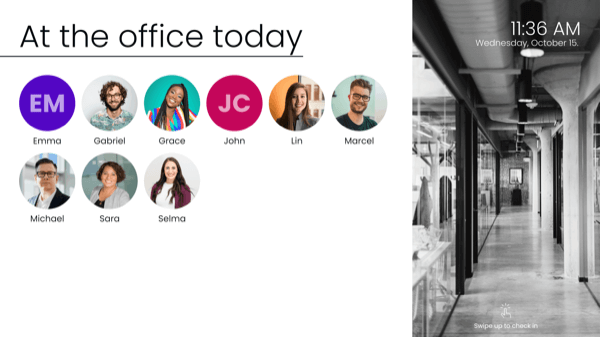 At the office today
11:36 AM
Wednesday, October 15.
EM
JC
Emma
Gabriel
Grace
John
Lin
Marcel
Michael
Sara
Selma
Swipe up to check in